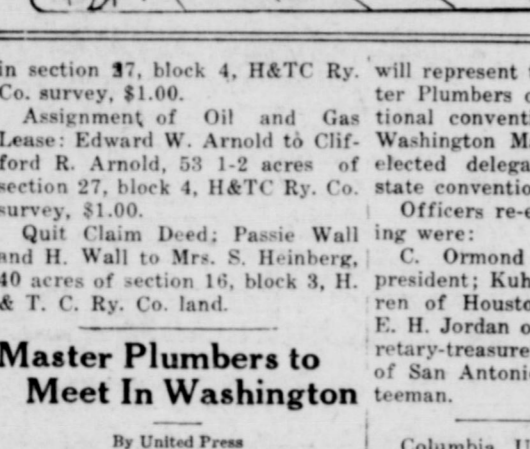 in section 27, block 4, H&TC Ry.
Co. survey, $1.00.
Assignment of Oil and Gas
Lease: Edward W. Arnold to Clif-
ford R. Arnold, 53 1-2 acres of
section 27, block 4, H&TC Ry. Co.
survey, $1.00.
Quit Claim Deed: Passie Wall
and H. Wall to Mrs. S. Heinberg,
40 acres of section 16, block 3, H.
& T. C. Ry. Co. land.
Master Plumbers to
Meet In Washington
By United Press
will represent
ter Plumbers
tional convent
Washington M
elected delega
state conventio
Officers re-e
ing were:
C. Ormond
president; Kuh
ren of Housto
E. H. Jordan o
retary-treasure
of San Antoni
teeman.
Columbia U